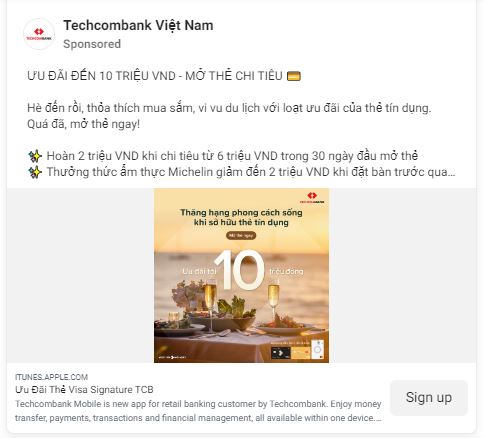 Techcombank Việt Nam
Sponsored
ƯU ĐÃI ĐẾN 10 TRIỆU VND - MỞ THẺ CHI TIÊU
Hè đến rồi, thỏa thích mua sắm, vi vu du lịch với loạt ưu đãi của thẻ tín dụng.
Quá đã, mở thẻ ngay!
Hoàn 2 triệu VND khi chi tiêu từ 6 triệu VND trong 30 ngày đầu mở thẻ
Thưởng thức ẩm thực Michelin giảm đến 2 triệu VND khi đặt bàn trước qua...
TECHCOMBANK
Thăng hạng phong cách sống
khi sở hữu thẻ tín dụng
Mở thẻ ngay
Ưu đãi tới 10 triệu đồng
ITUNES.APPLE.COM
Ưu Đãi Thẻ Visa Signature TCB
Techcombank Mobile is new app for retail banking customer by Techcombank. Enjoy money
transfer, payments, transactions and financial management, all available within one device....
Sign up